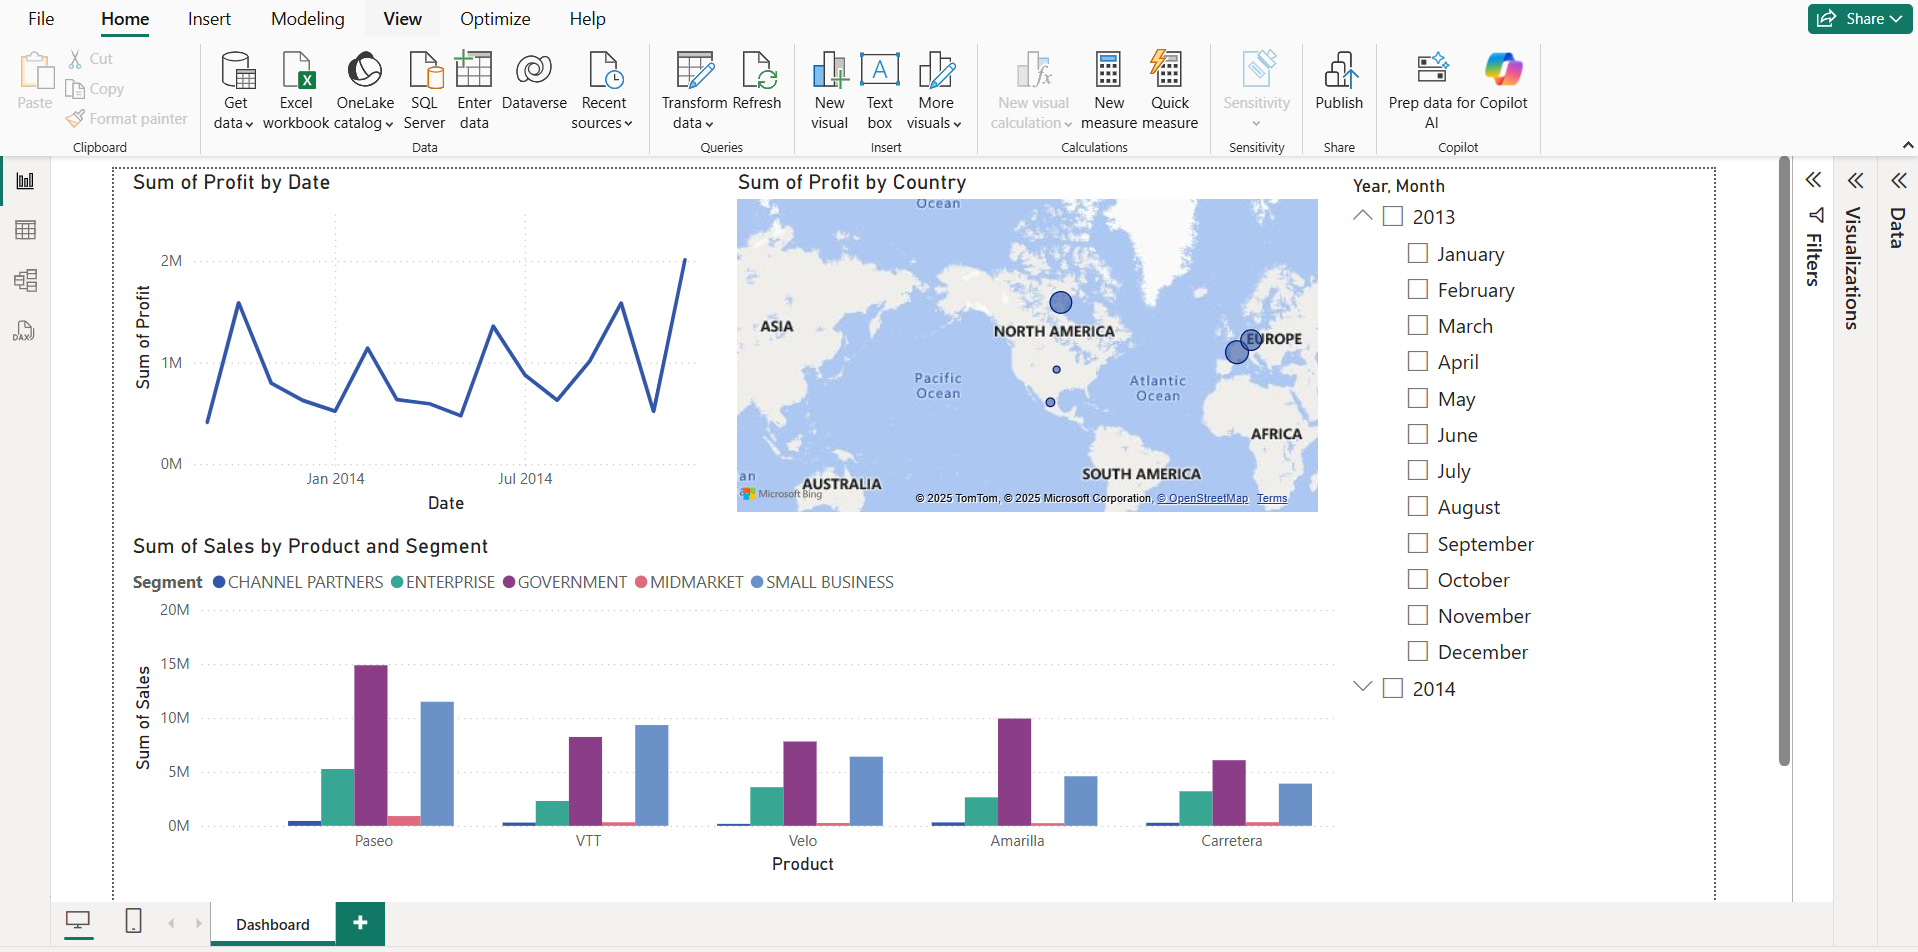 File Home Insert Modeling View Optimize Help Share
Paste Cut Copy Format painter
Clipboard
Get data Excel workbook OneLake catalog SQL Server Enter data Dataverse Recent sources
Data
Transform data Refresh
Queries
New visual Text box More visuals
Insert
New visual calculation New measure Quick measure
Calculations
Sensitivity
Sensitivity
Publish
Share
Prep data for AI Copilot
Copilot
Sum of Profit by Date
Sum of Profit
2M
1M
0M
Jan 2014 Jul 2014
Date
Sum of Profit by Country
Ocean
ASIA
NORTH AMERICA
EUROPE
Pacific
Ocean
Atlantic
Ocean
AFRICA
SOUTH AMERICA
an
AUSTRALIA
Microsoft Bing
© 2025 TomTom, © 2025 Microsoft Corporation, © OpenStreetMap Terms
Year, Month
2013
January
February
March
April
May
June
July
August
September
October
November
December
2014
Filters
Visualizations
Data
DAX
Sum of Sales by Product and Segment
Segment CHANNEL PARTNERS ENTERPRISE GOVERNMENT MIDMARKET SMALL BUSINESS
Sum of Sales
20M
15M
10M
5M
0M
Paseo VTT Velo Amarilla Carretera
Product
Dashboard